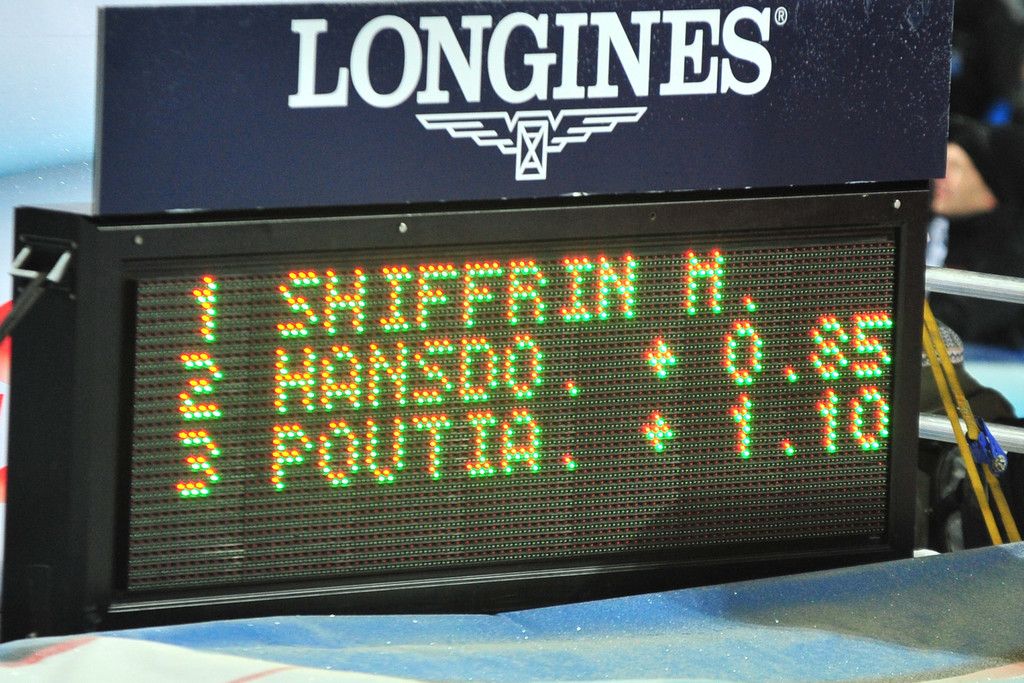 LONGINES®
1 SHIFFRIN M.
2 HANSDO. + 0.85
3 POUTIA. + 1.10